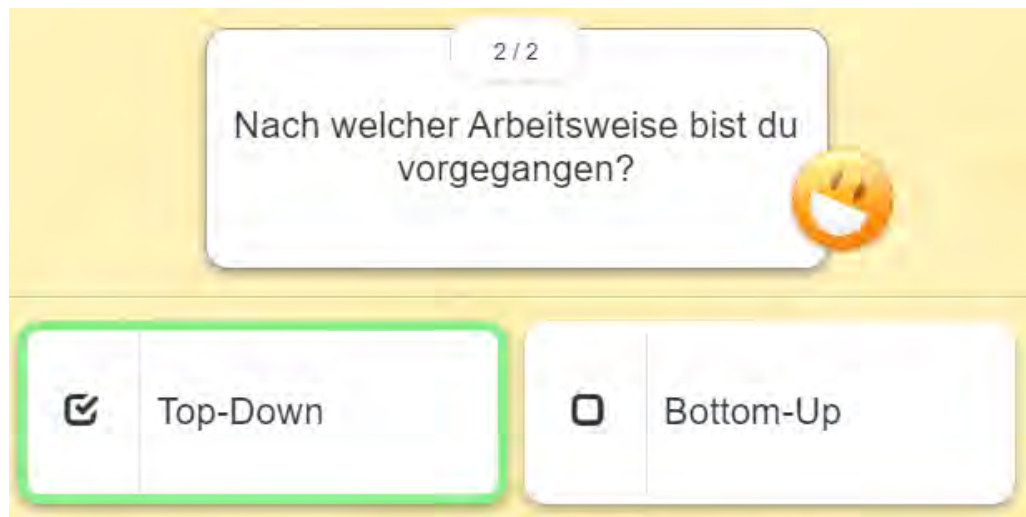 2 / 2
Nach welcher Arbeitsweise bist du
vorgegangen?
Top-Down
Bottom-Up